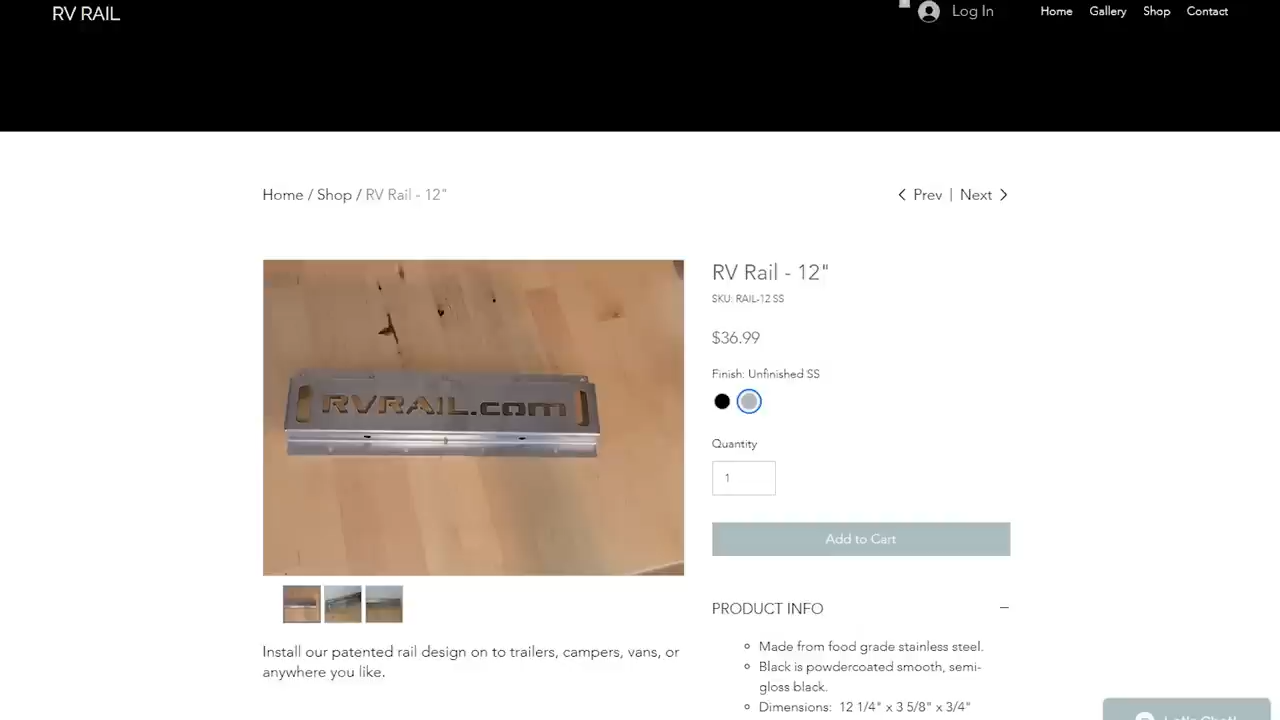 RV RAIL
Log In
Home Gallery Shop Contact
Home / Shop / RV Rail - 12"
Prev | Next
RV Rail - 12"
SKU: RAIL-12 SS
$36.99
Finish: Unfinished SS
Quantity
1
Add to Cart
RVRAIL.com
PRODUCT INFO
Made from food grade stainless steel.
Black is powdercoated smooth, semi-
gloss black.
Dimensions: 12 1/4" x 3 5/8" x 3/4"
Install our patented rail design on to trailers, campers, vans, or
anywhere you like.
Let's Chat!